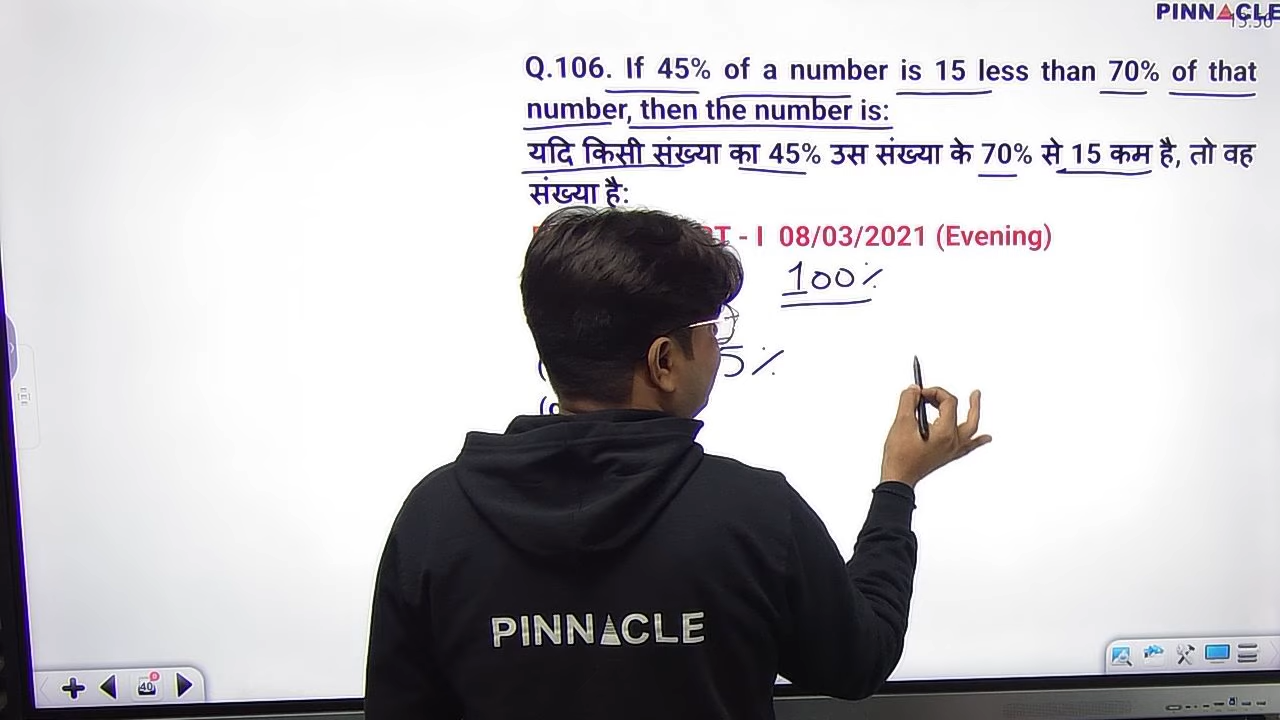 PINNACLE
Q.106. If 45% of a number is 15 less than 70% of that
number, then the number is:
यदि किसी संख्या का 45% उस संख्या के 70% से 15 कम है, तो वह
संख्या है:
- I 08/03/2021 (Evening)
100%
5%
PINNACLE
40